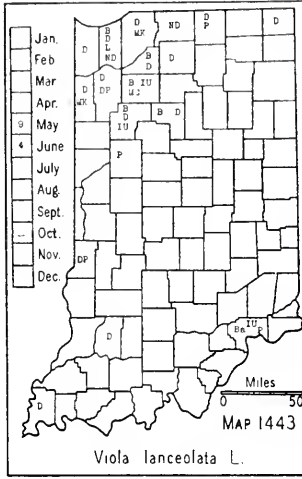 Jan.
Feb
Mar
Apr.
9 May
4 June
July
Aug.
Sept.
Oct.
Nov.
Dec.
D
B D L ND
D MK
ND
D P
D
D
B D
D
D MK
D DP
B IU
B D IU
B D
P
DP
D
Ba IU P
D
Miles
0 50
MAP 1443
Viola lanceolata L.